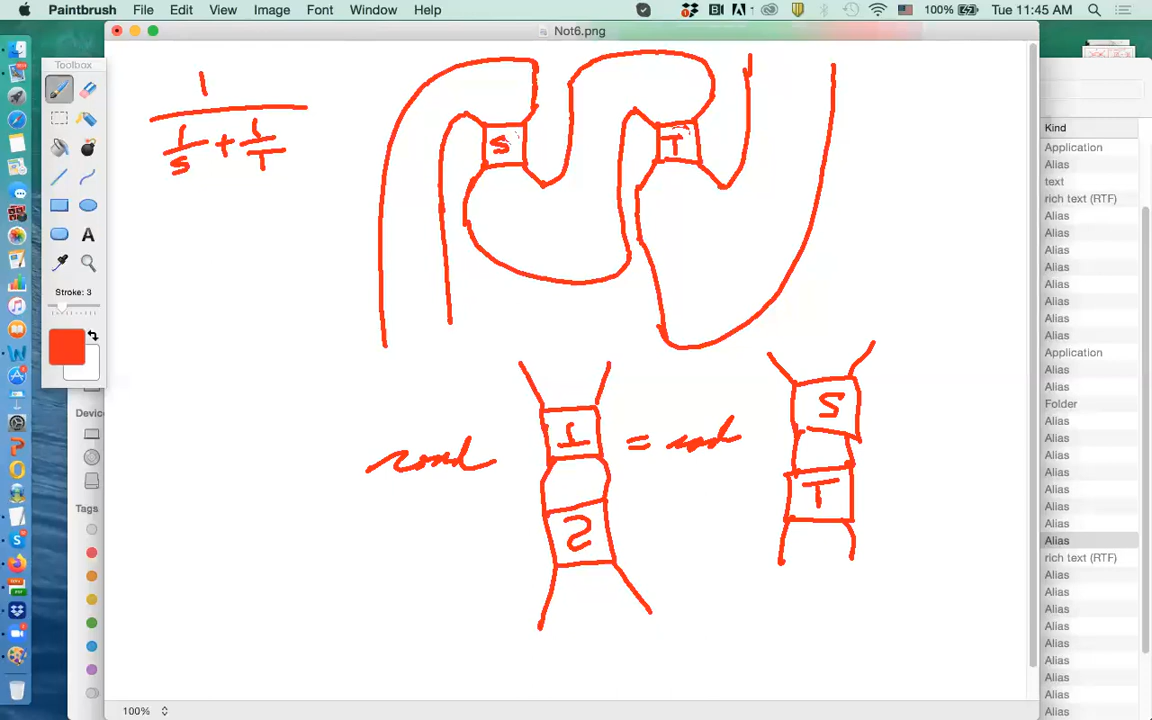 Paintbrush File Edit View Image Font Window Help 100% Tue 11:45 AM
Not6.png
Toolbox
Stroke: 3
1
1 + 1
S T
S T
T = S
S T
Kind
Application
Alias
text
rich text (RTF)
Alias
Alias
Alias
Alias
Alias
Alias
Alias
Alias
Application
Alias
Alias
Folder
Alias
Alias
Alias
Alias
Alias
Alias
Alias
Alias
rich text (RTF)
Alias
Alias
Alias
Alias
Alias
Alias
Alias
Alias
Alias
Devic
Tags
100%